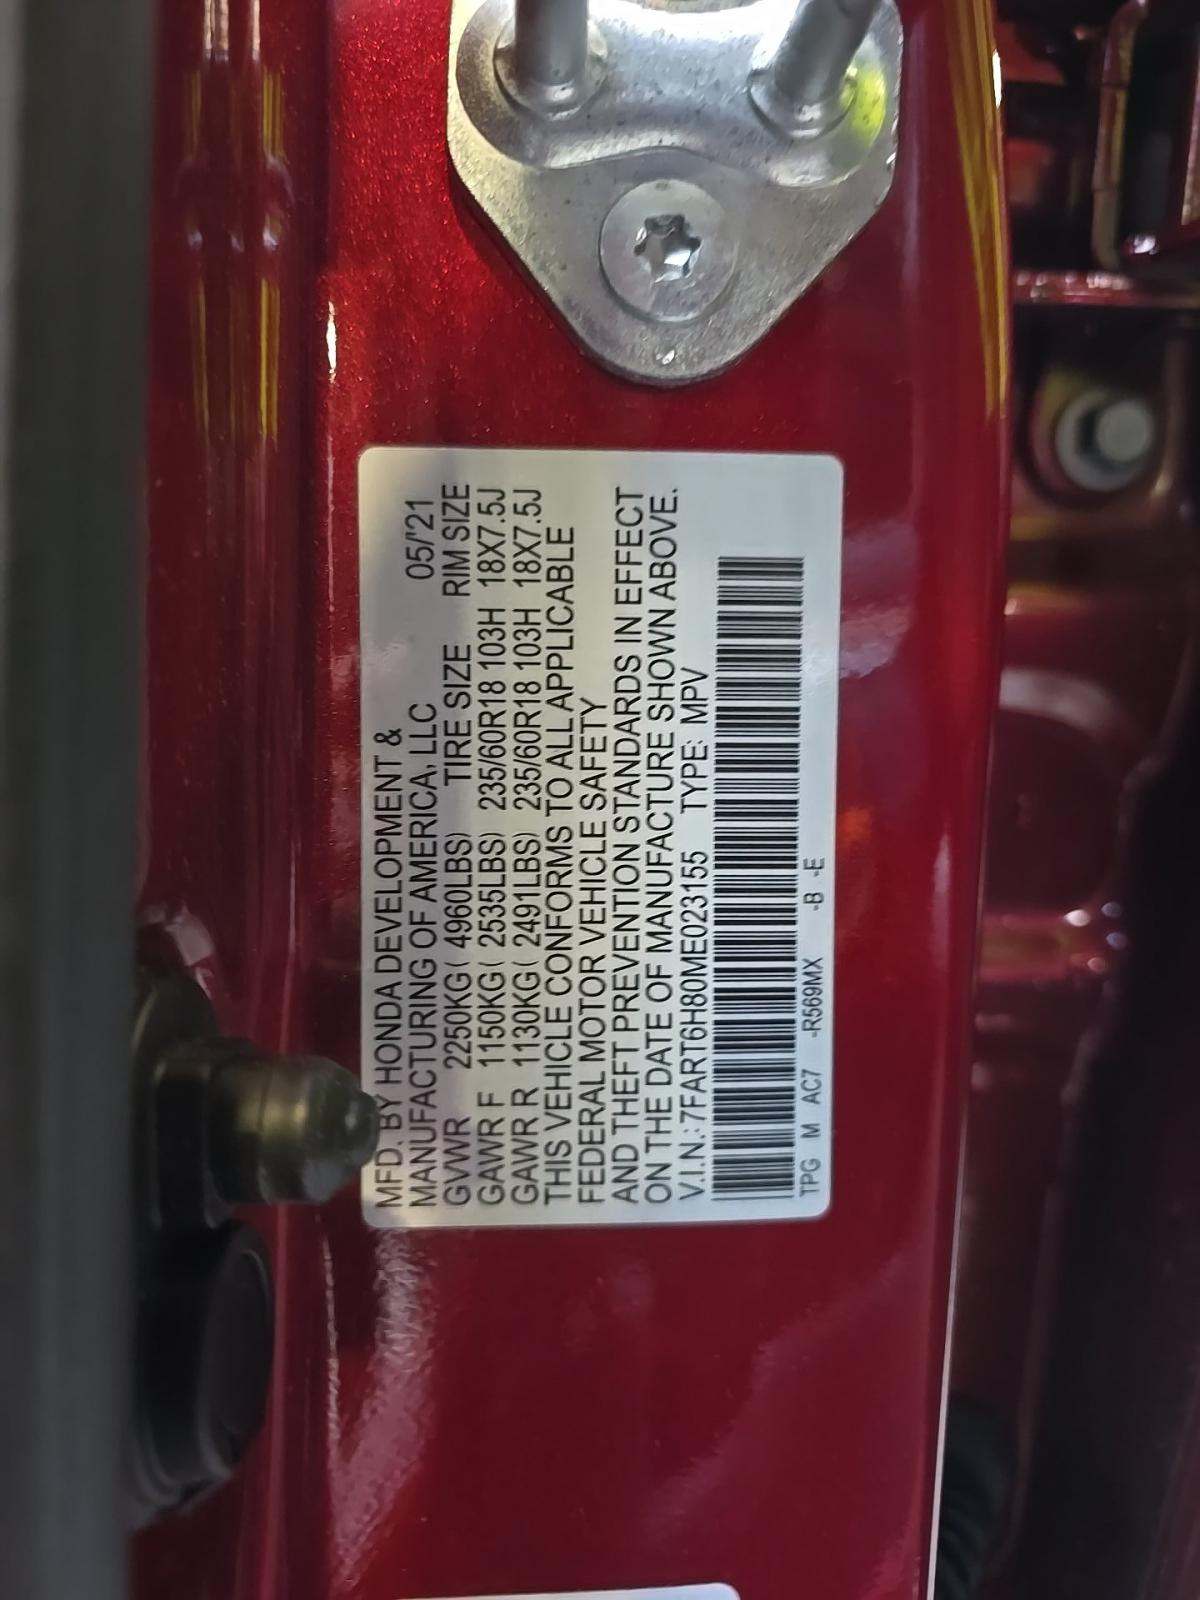 MFD. BY HONDA DEVELOPMENT &
MANUFACTURING OF AMERICA, LLC 05/'21
GVWR 2250KG( 4960LBS) TIRE SIZE RIM SIZE
GAWR F 1150KG( 2535LBS) 235/60R18 103H 18X7.5J
GAWR R 1130KG( 2491LBS) 235/60R18 103H 18X7.5J
THIS VEHICLE CONFORMS TO ALL APPLICABLE
FEDERAL MOTOR VEHICLE SAFETY
AND THEFT PREVENTION STANDARDS IN EFFECT
ON THE DATE OF MANUFACTURE SHOWN ABOVE.
V.I.N.: 7FART6H80ME023155 TYPE: MPV
TPG M AC7 -R569MX -B -E